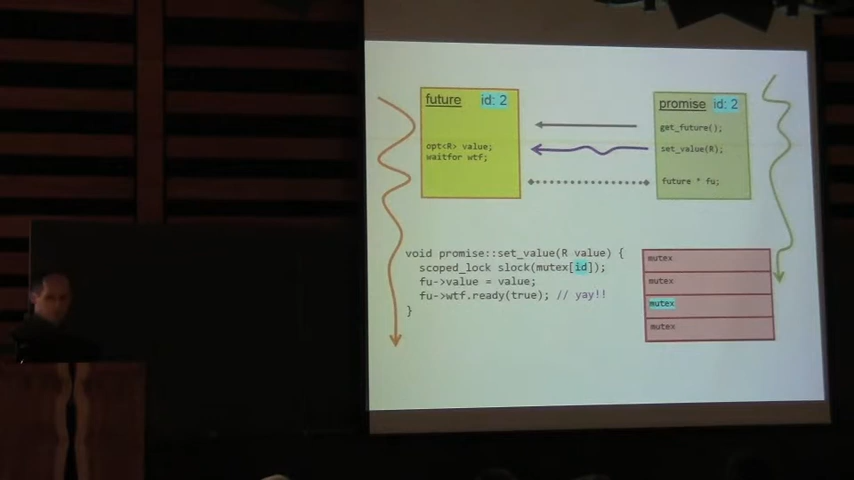 future id: 2
opt<R> value;
waitfor wtf;
promise id: 2
get_future();
set_value(R);
future * fu;
void promise::set_value(R value) {
scoped_lock slock(mutex[id]);
fu->value = value;
fu->wtf.ready(true); // yay!!
}
mutex
mutex
mutex
mutex